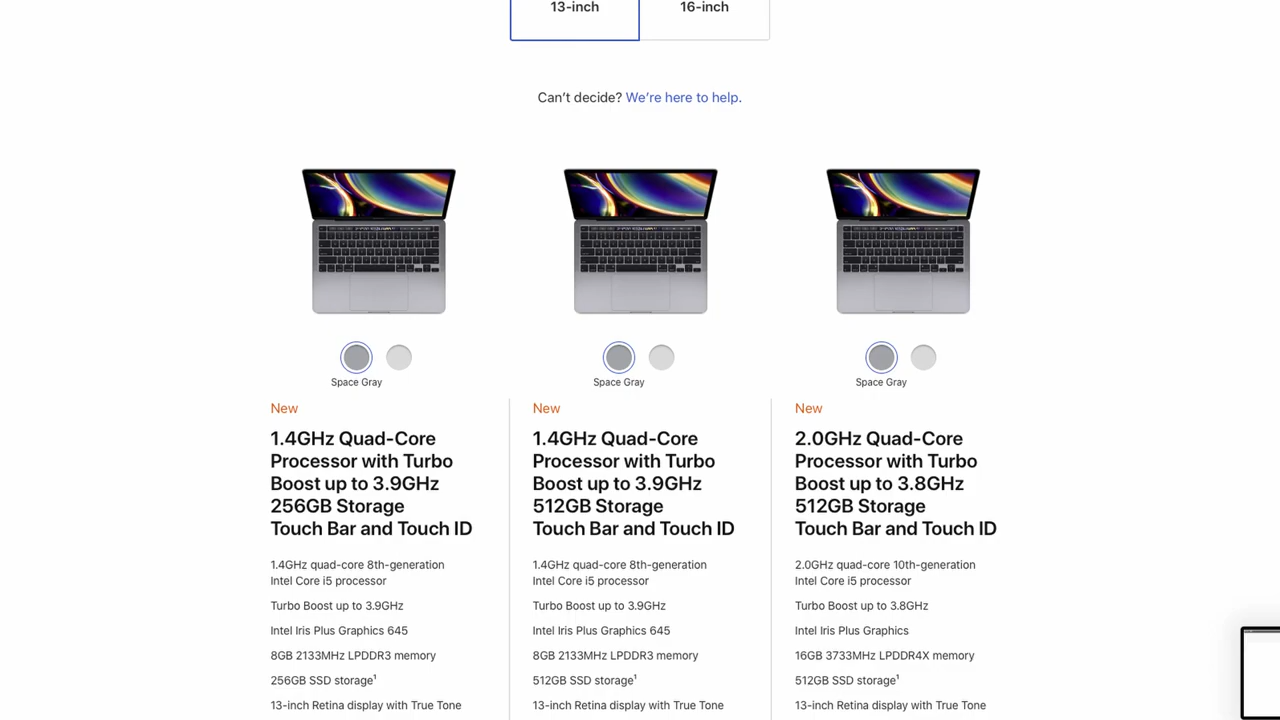 13-inch
16-inch
Can’t decide? We’re here to help.
Space Gray
Space Gray
Space Gray
New
1.4GHz Quad-Core
Processor with Turbo
Boost up to 3.9GHz
256GB Storage
Touch Bar and Touch ID
1.4GHz quad-core 8th-generation
Intel Core i5 processor
Turbo Boost up to 3.9GHz
Intel Iris Plus Graphics 645
8GB 2133MHz LPDDR3 memory
256GB SSD storage¹
13-inch Retina display with True Tone
New
1.4GHz Quad-Core
Processor with Turbo
Boost up to 3.9GHz
512GB Storage
Touch Bar and Touch ID
1.4GHz quad-core 8th-generation
Intel Core i5 processor
Turbo Boost up to 3.9GHz
Intel Iris Plus Graphics 645
8GB 2133MHz LPDDR3 memory
512GB SSD storage¹
13-inch Retina display with True Tone
New
2.0GHz Quad-Core
Processor with Turbo
Boost up to 3.8GHz
512GB Storage
Touch Bar and Touch ID
2.0GHz quad-core 10th-generation
Intel Core i5 processor
Turbo Boost up to 3.8GHz
Intel Iris Plus Graphics
16GB 3733MHz LPDDR4X memory
512GB SSD storage¹
13-inch Retina display with True Tone